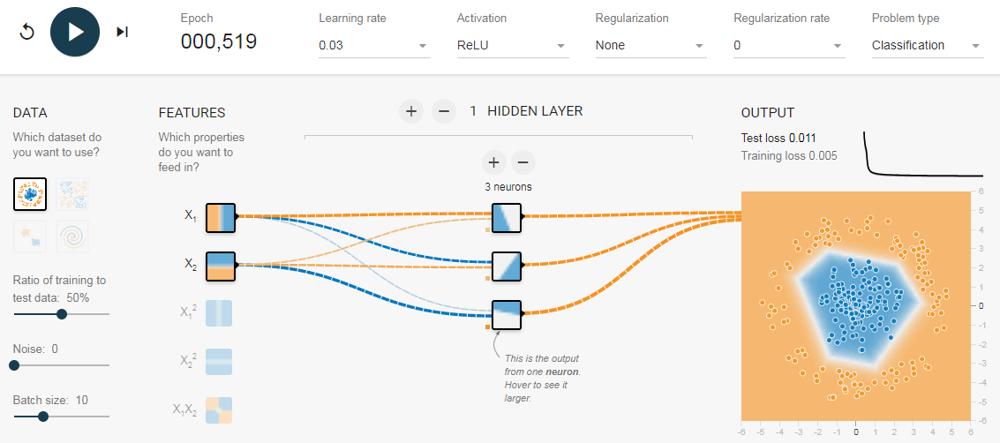 Epoch
000,519
Learning rate
0.03
Activation
ReLU
Regularization
None
Regularization rate
0
Problem type
Classification
DATA
Which dataset do
you want to use?
Ratio of training to
test data: 50%
Noise: 0
Batch size: 10
FEATURES
Which properties
do you want to
feed in?
X1
X2
X1²
X2²
X1X2
+ − 1 HIDDEN LAYER
+ −
3 neurons
This is the output
from one neuron.
Hover to see it
larger.
OUTPUT
Test loss 0.011
Training loss 0.005
6
5
4
3
2
1
0
-1
-2
-3
-4
-5
-6
-6 -5 -4 -3 -2 -1 0 1 2 3 4 5 6